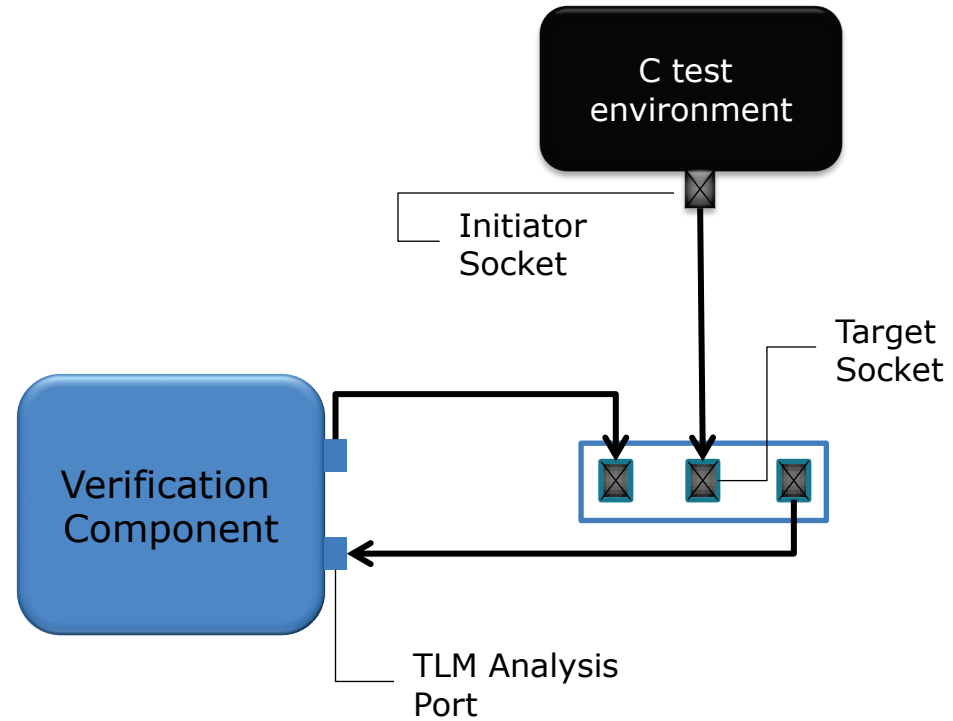 C test
environment
Initiator
Socket
Target
Socket
Verification
Component
TLM Analysis
Port